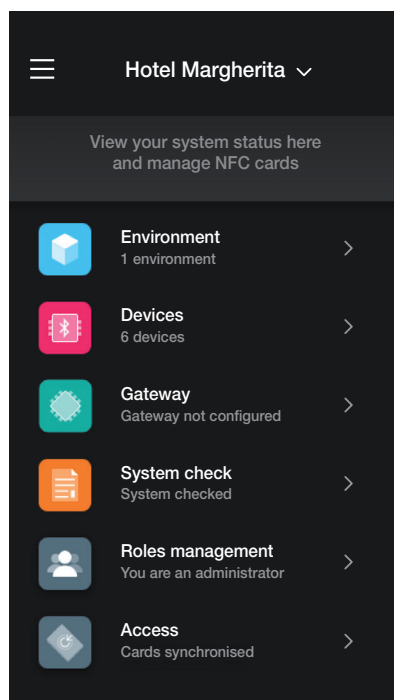 Hotel Margherita
View your system status here
and manage NFC cards
Environment
1 environment
Devices
6 devices
Gateway
Gateway not configured
System check
System checked
Roles management
You are an administrator
Access
Cards synchronised